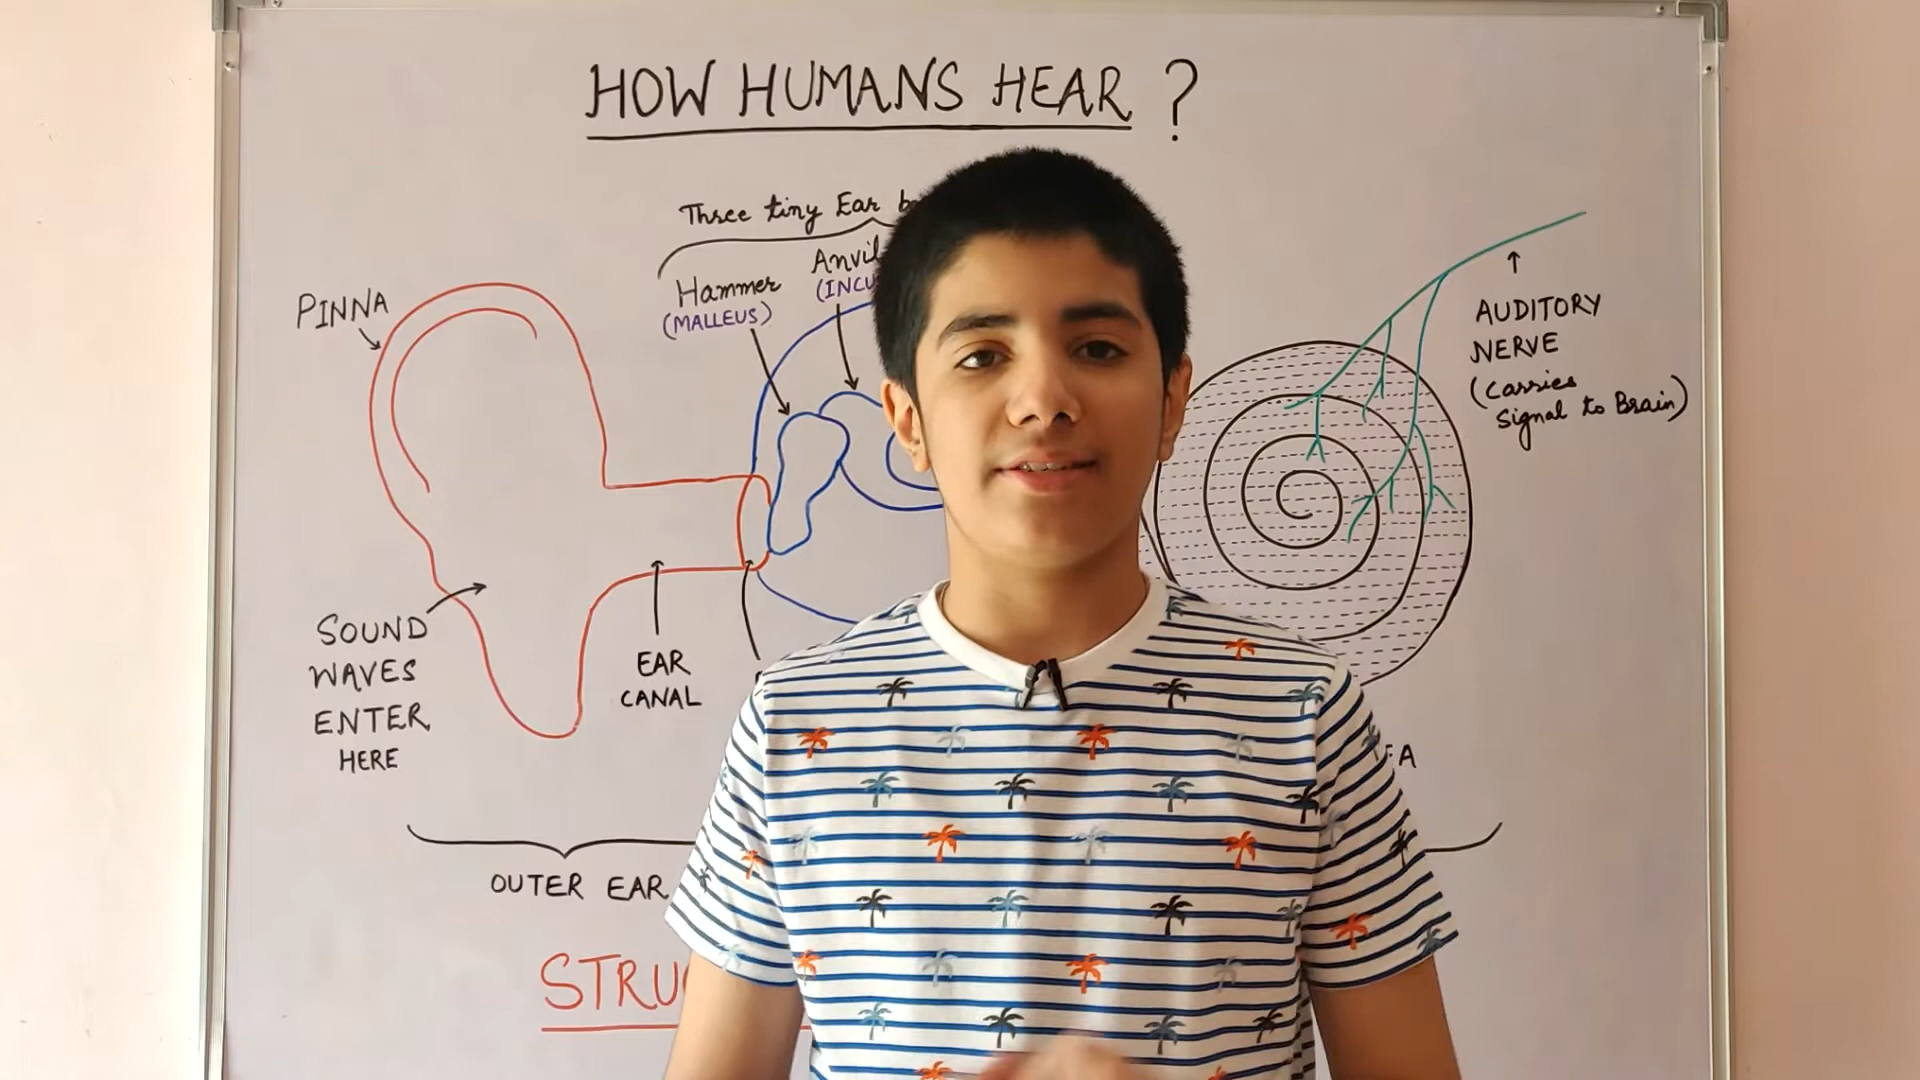 HOW HUMANS HEAR ?
Three tiny Ear
Anvil
Hammer
(MALLEUS)
PINNA
AUDITORY
NERVE
(Carries
Signal to Brain)
SOUND
WAVES
ENTER
HERE
EAR
CANAL
OUTER EAR